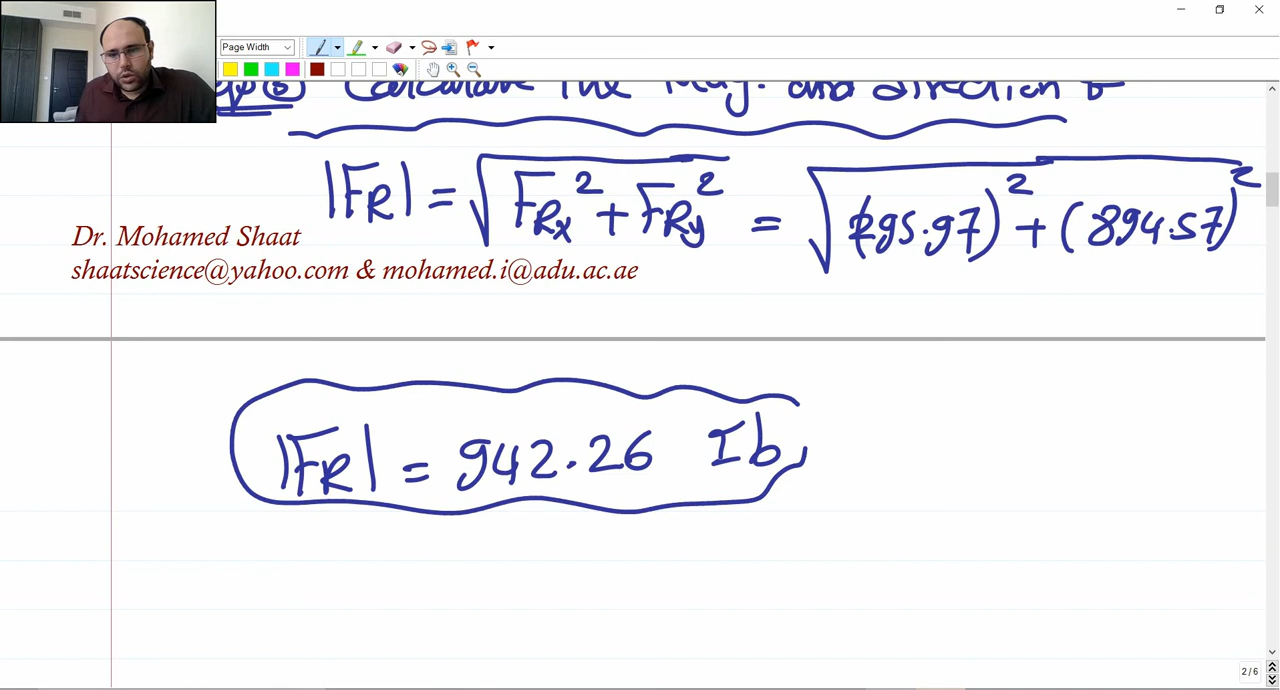 Page Width
Calculate The Mag. and direction of
|FR| = √FRx² + FRy² = √(295.97)² + (894.57)²
Dr. Mohamed Shaat
shaatscience@yahoo.com & mohamed.i@adu.ac.ae
|FR| = 942.26 Ib
2/6